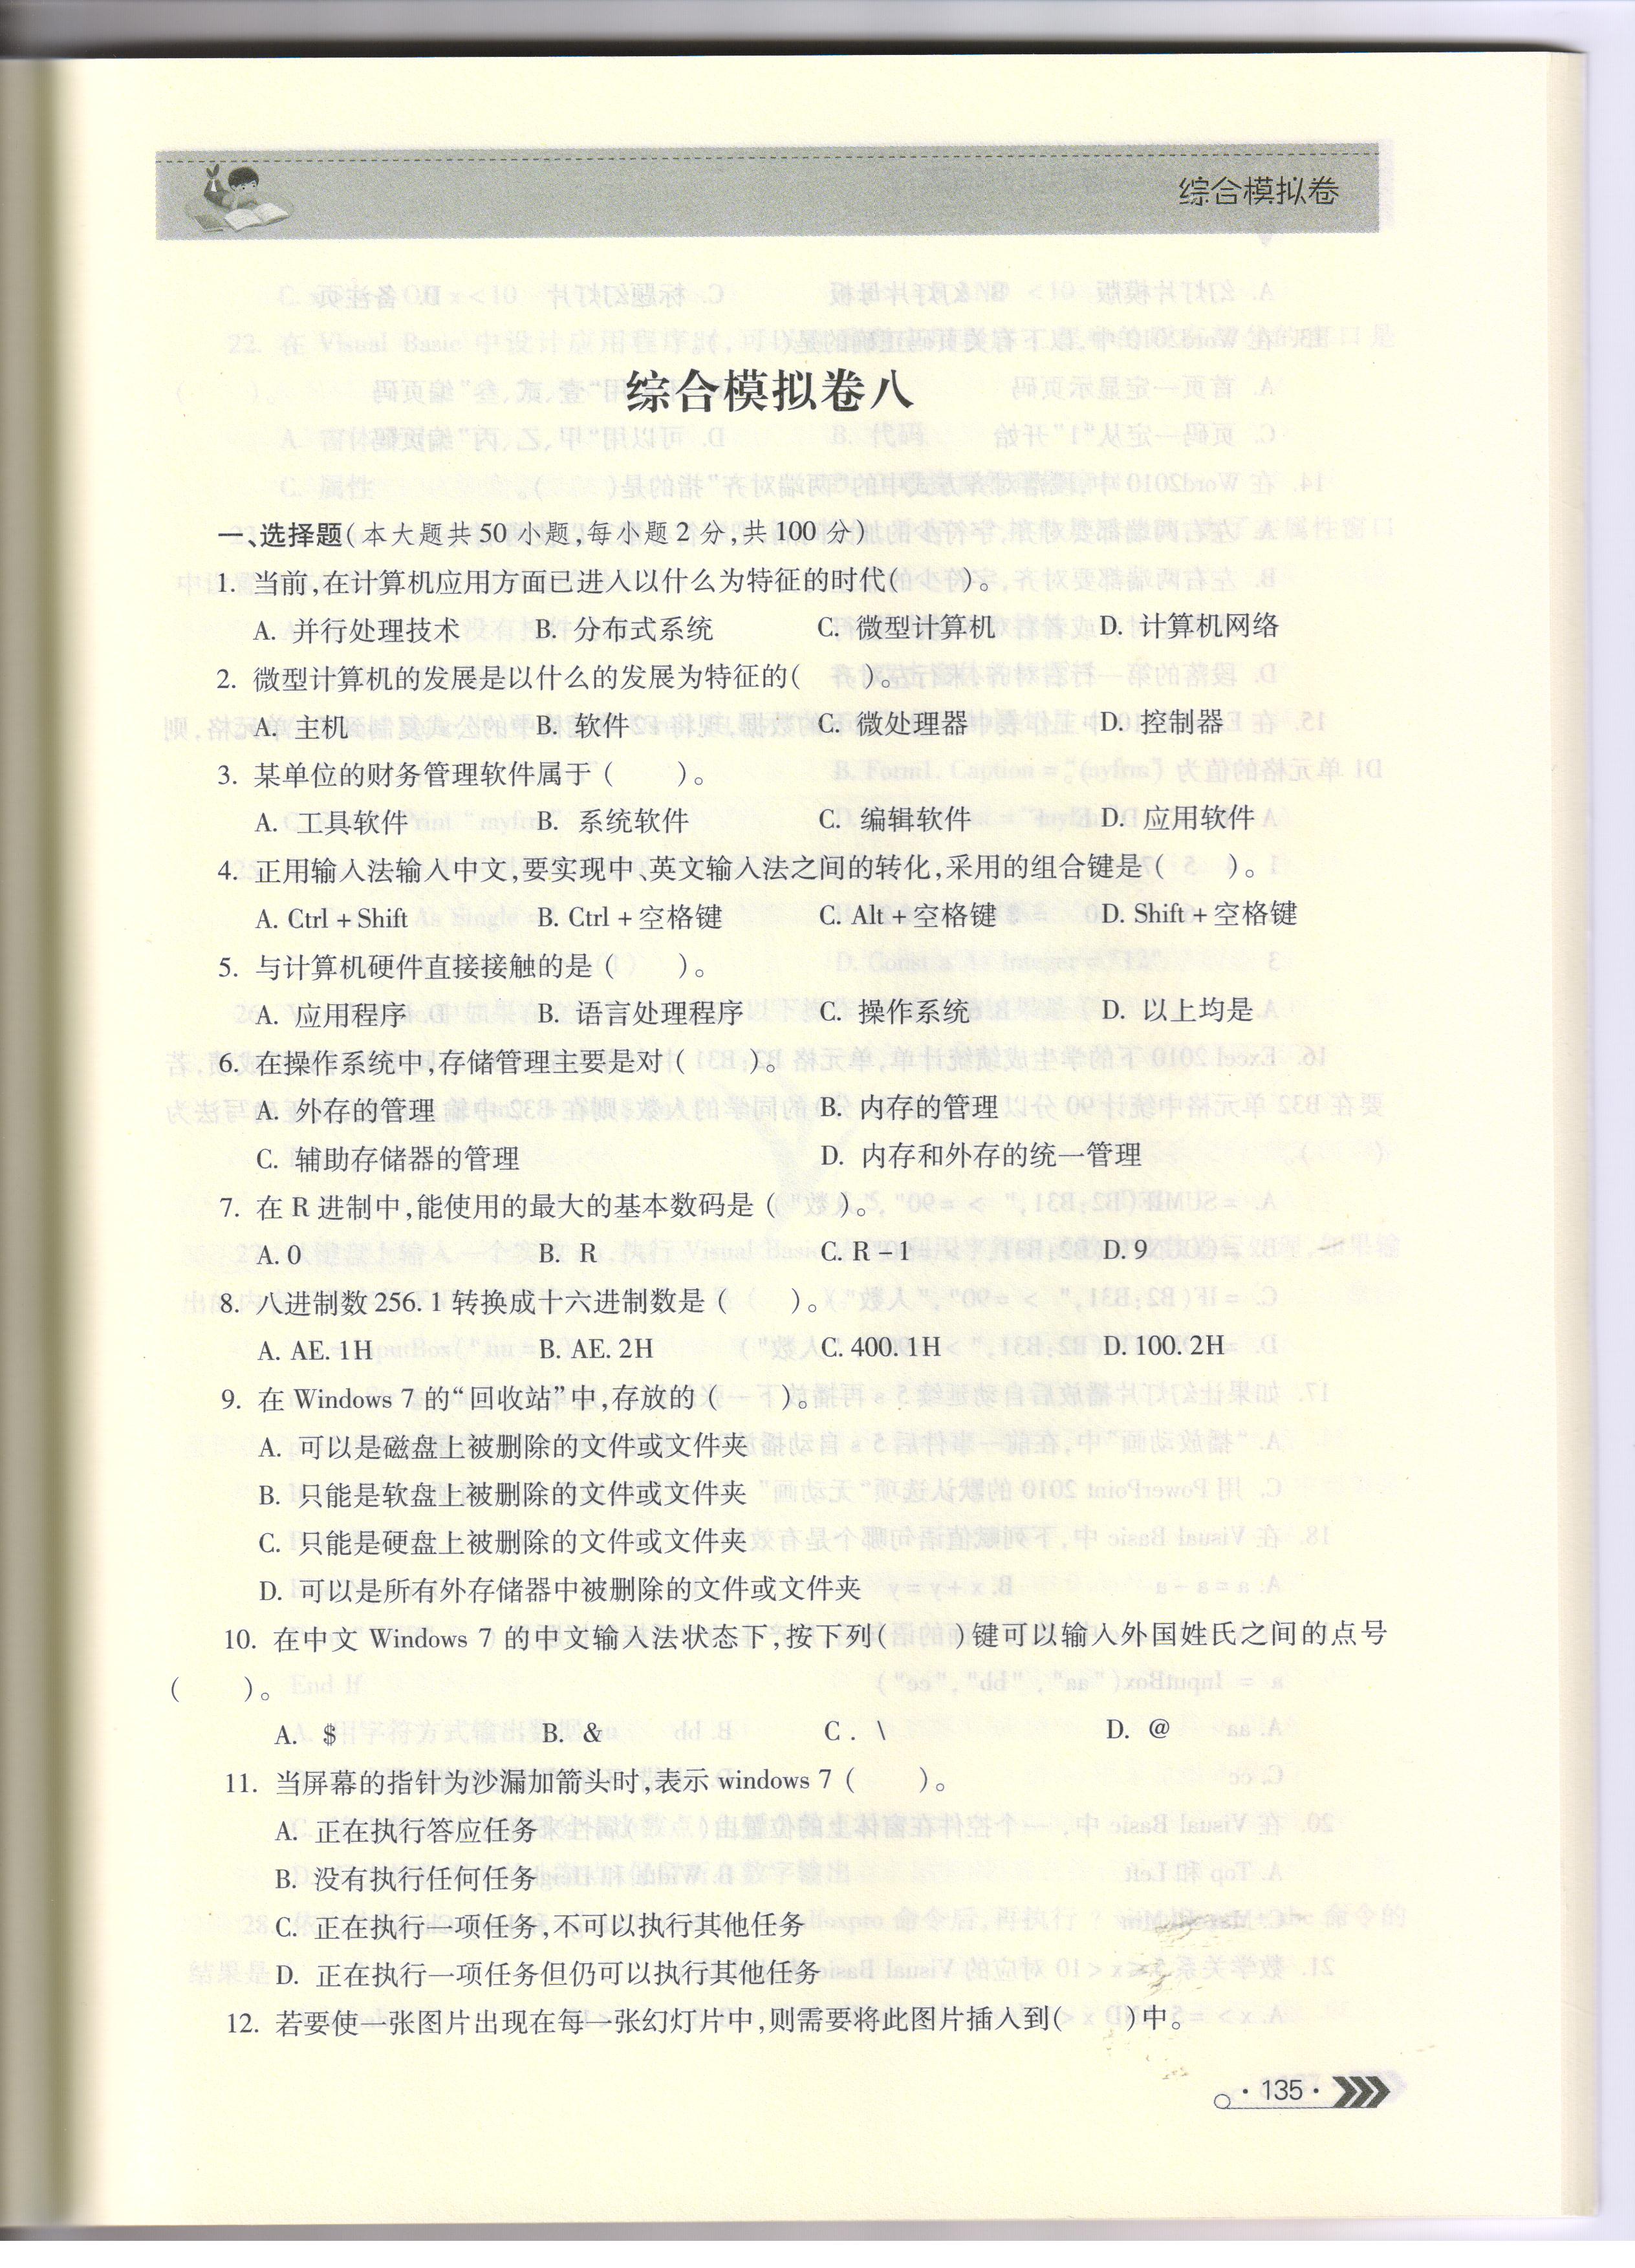 综合模拟卷
综合模拟卷八
一、选择题(本大题共50小题,每小题2分,共100分)
1. 当前,在计算机应用方面已进入以什么为特征的时代(  )。
A. 并行处理技术 B. 分布式系统 C. 微型计算机 D. 计算机网络
2. 微型计算机的发展是以什么的发展为特征的(  )。
A. 主机 B. 软件 C. 微处理器 D. 控制器
3. 某单位的财务管理软件属于(  )。
A. 工具软件 B. 系统软件 C. 编辑软件 D. 应用软件
4. 正用输入法输入中文,要实现中、英文输入法之间的转化,采用的组合键是(  )。
A. Ctrl + Shift B. Ctrl + 空格键 C. Alt + 空格键 D. Shift + 空格键
5. 与计算机硬件直接接触的是(  )。
A. 应用程序 B. 语言处理程序 C. 操作系统 D. 以上均是
6. 在操作系统中,存储管理主要是对(  )。
A. 外存的管理 B. 内存的管理
C. 辅助存储器的管理 D. 内存和外存的统一管理
7. 在 R 进制中,能使用的最大的基本数码是(  )。
A. 0 B. R C. R - 1 D. 9
8. 八进制数 256. 1 转换成十六进制数是(  )。
A. AE. 1H B. AE. 2H C. 400. 1H D. 100. 2H
9. 在 Windows 7 的“回收站”中,存放的(  )。
A. 可以是磁盘上被删除的文件或文件夹
B. 只能是软盘上被删除的文件或文件夹
C. 只能是硬盘上被删除的文件或文件夹
D. 可以是所有外存储器中被删除的文件或文件夹
10. 在中文 Windows 7 的中文输入法状态下,按下列(  )键可以输入外国姓氏之间的点号
(  )。
A. $ B. & C . \ D. @
11. 当屏幕的指针为沙漏加箭头时,表示 windows 7(  )。
A. 正在执行答应任务
B. 没有执行任何任务
C. 正在执行一项任务,不可以执行其他任务
D. 正在执行一项任务但仍可以执行其他任务
12. 若要使一张图片出现在每一张幻灯片中,则需要将此图片插入到(  )中。
· 135 ·